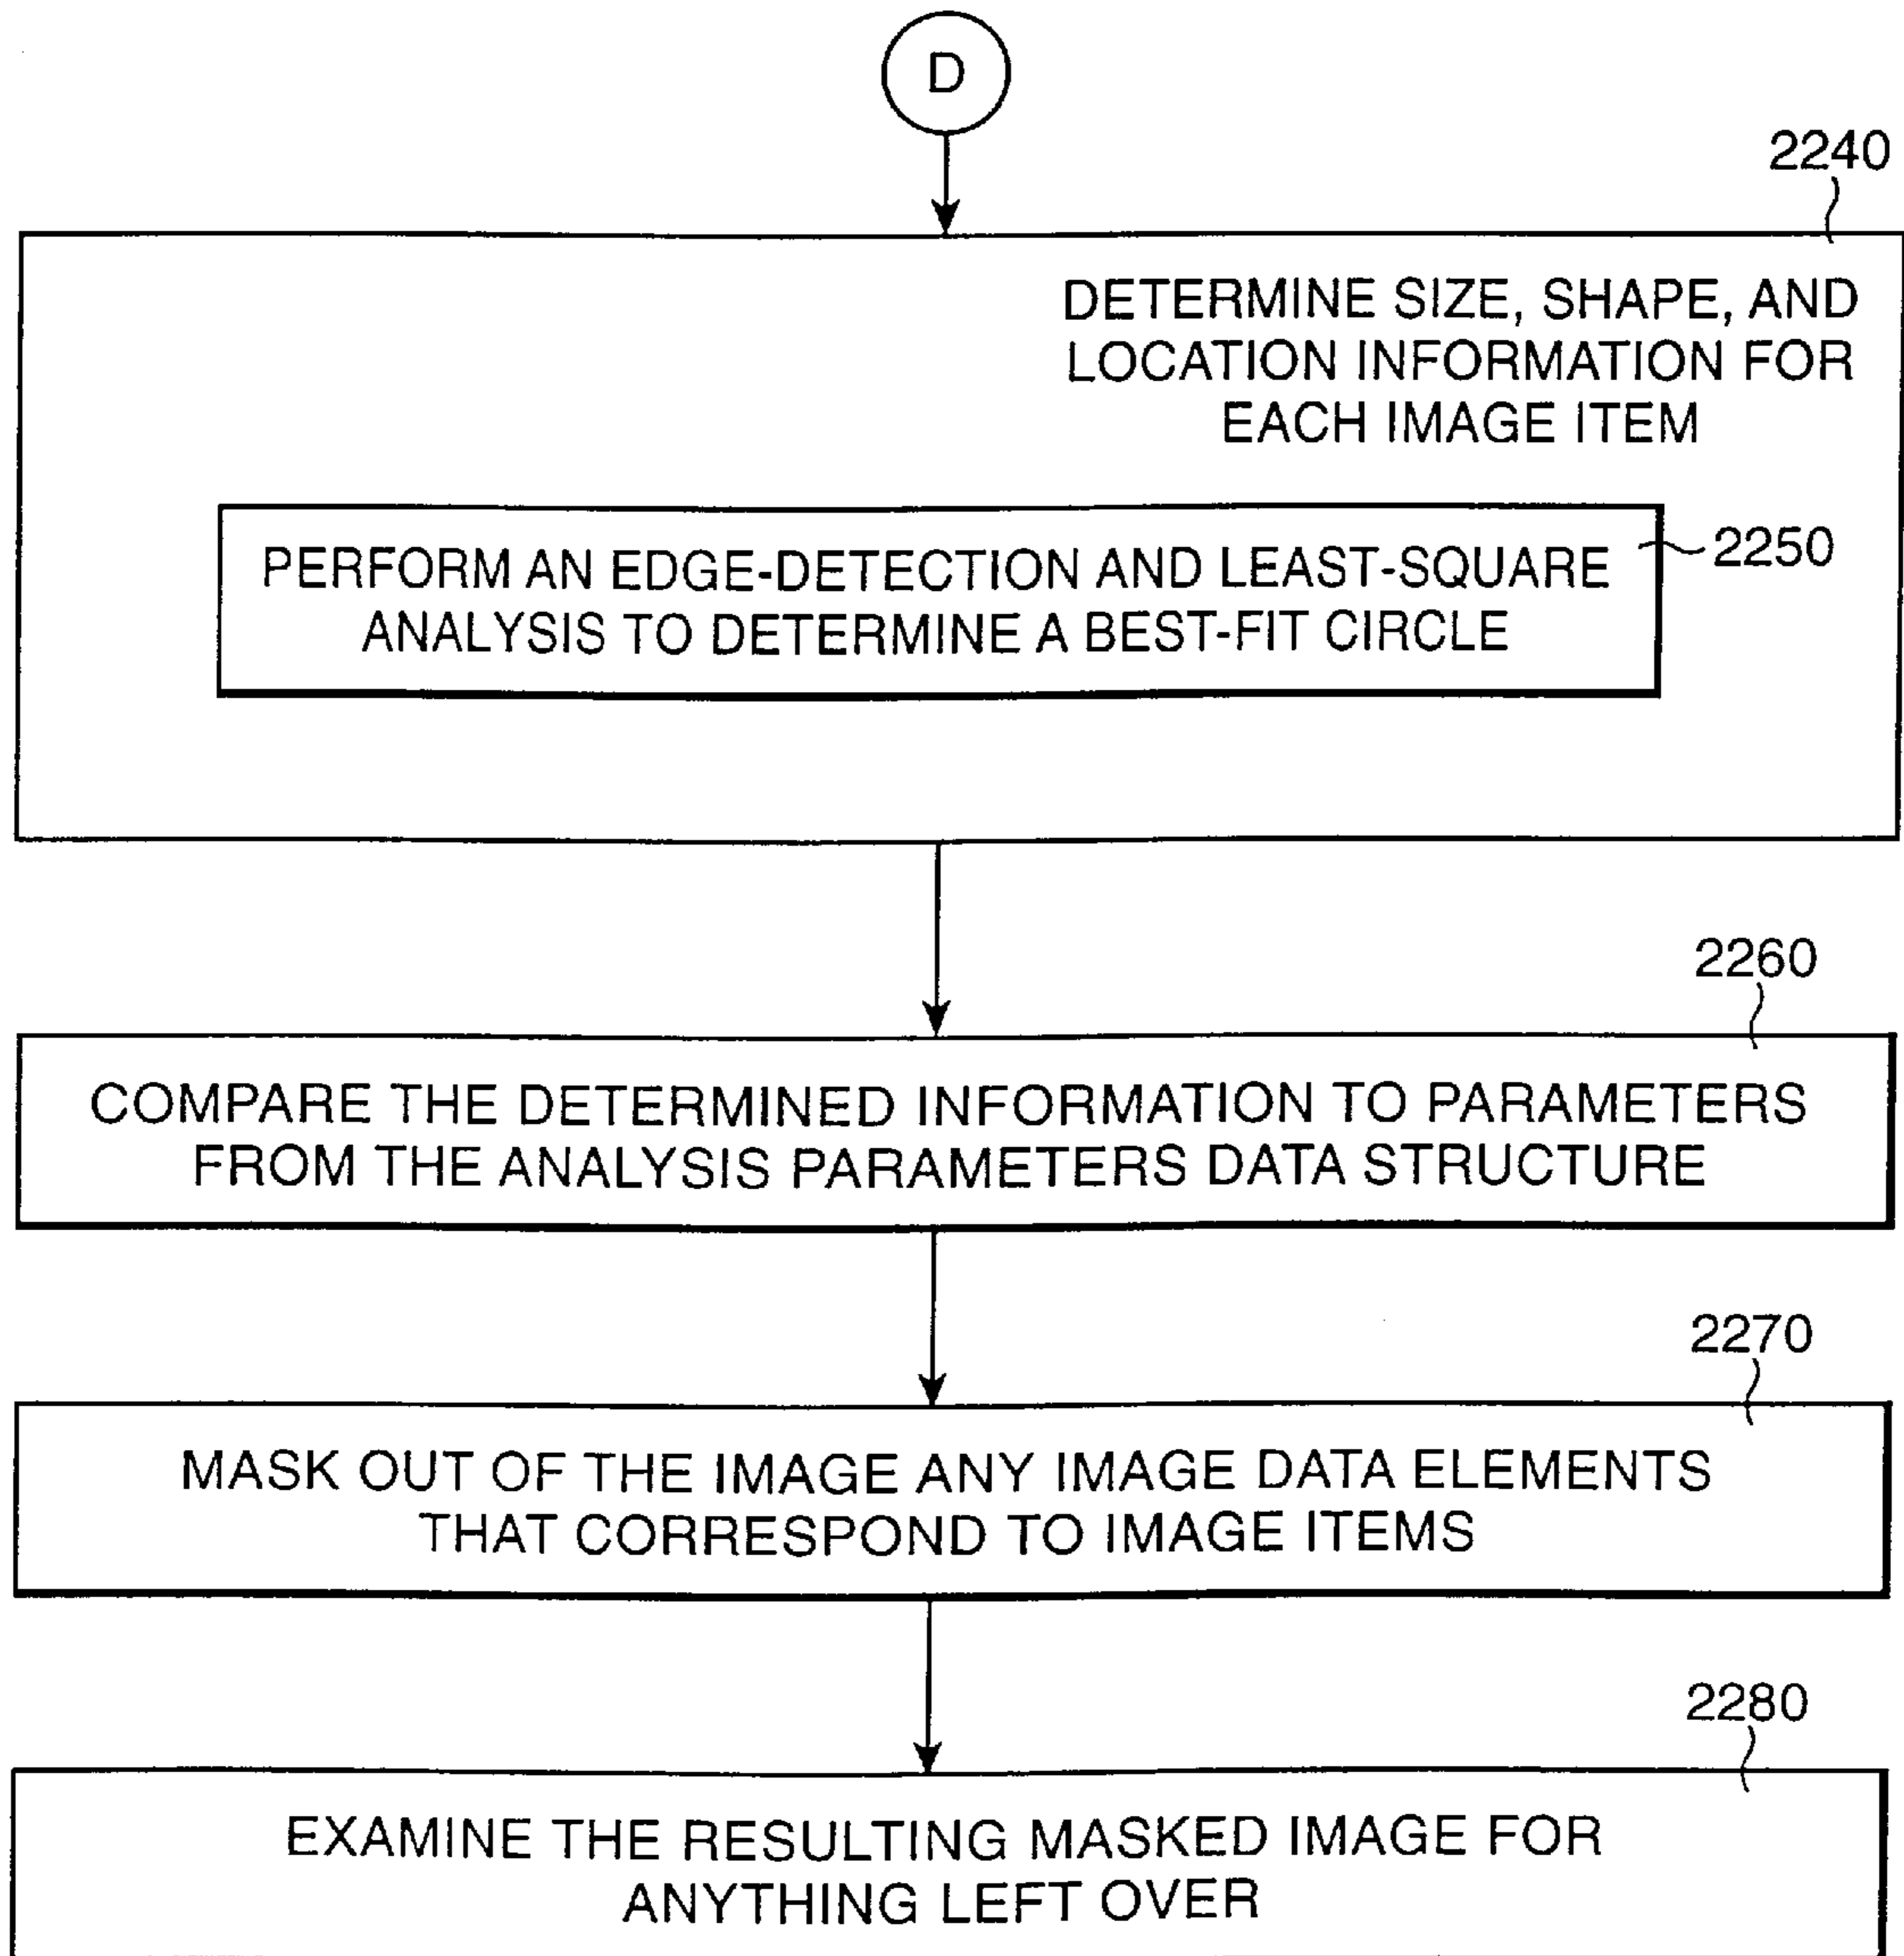 D
2240
DETERMINE SIZE, SHAPE, AND
LOCATION INFORMATION FOR
EACH IMAGE ITEM
PERFORM AN EDGE-DETECTION AND LEAST-SQUARE
2250
ANALYSIS TO DETERMINE A BEST-FIT CIRCLE
2260
COMPARE THE DETERMINED INFORMATION TO PARAMETERS
FROM THE ANALYSIS PARAMETERS DATA STRUCTURE
2270
MASK OUT OF THE IMAGE ANY IMAGE DATA ELEMENTS
THAT CORRESPOND TO IMAGE ITEMS
2280
EXAMINE THE RESULTING MASKED IMAGE FOR
ANYTHING LEFT OVER